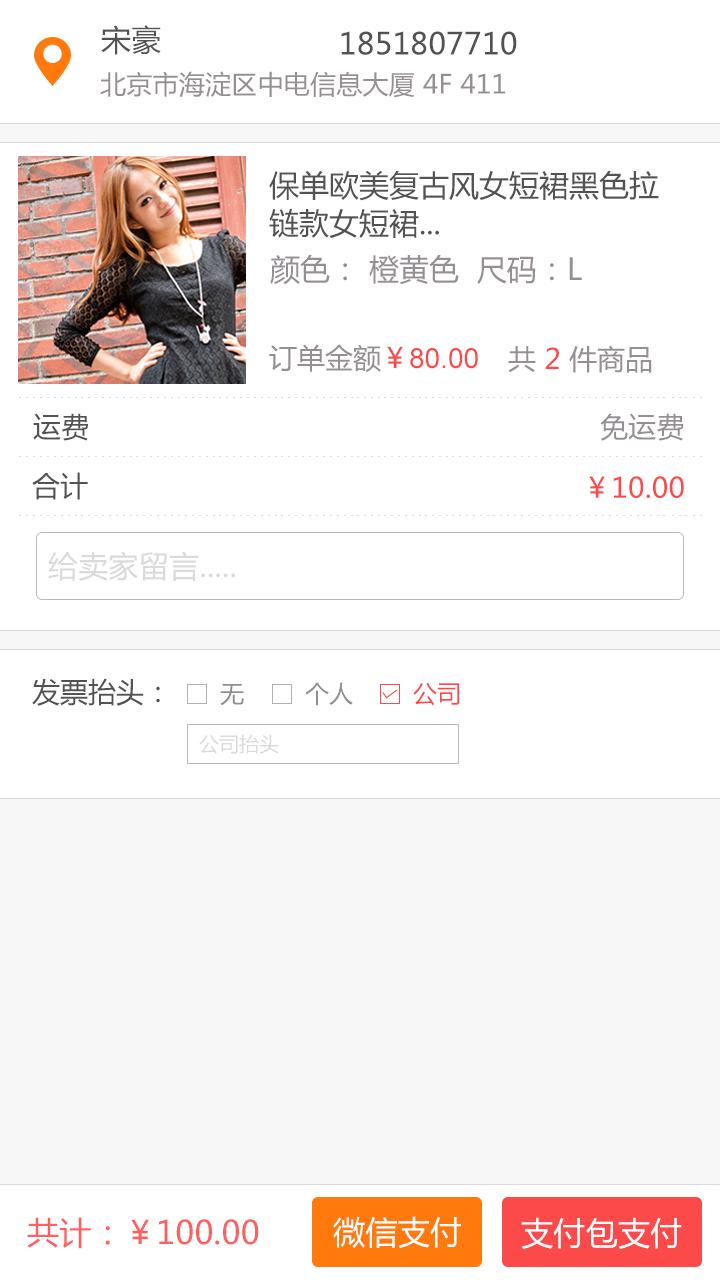 宋豪 1851807710
北京市海淀区中电信息大厦 4F 411
保单欧美复古风女短裙黑色拉
链款女短裙...
颜色： 橙黄色 尺码：L
订单金额￥80.00 共 2 件商品
运费 免运费
合计 ￥10.00
给卖家留言.....
发票抬头： 无 个人 公司
公司抬头
共计：￥100.00 微信支付 支付包支付